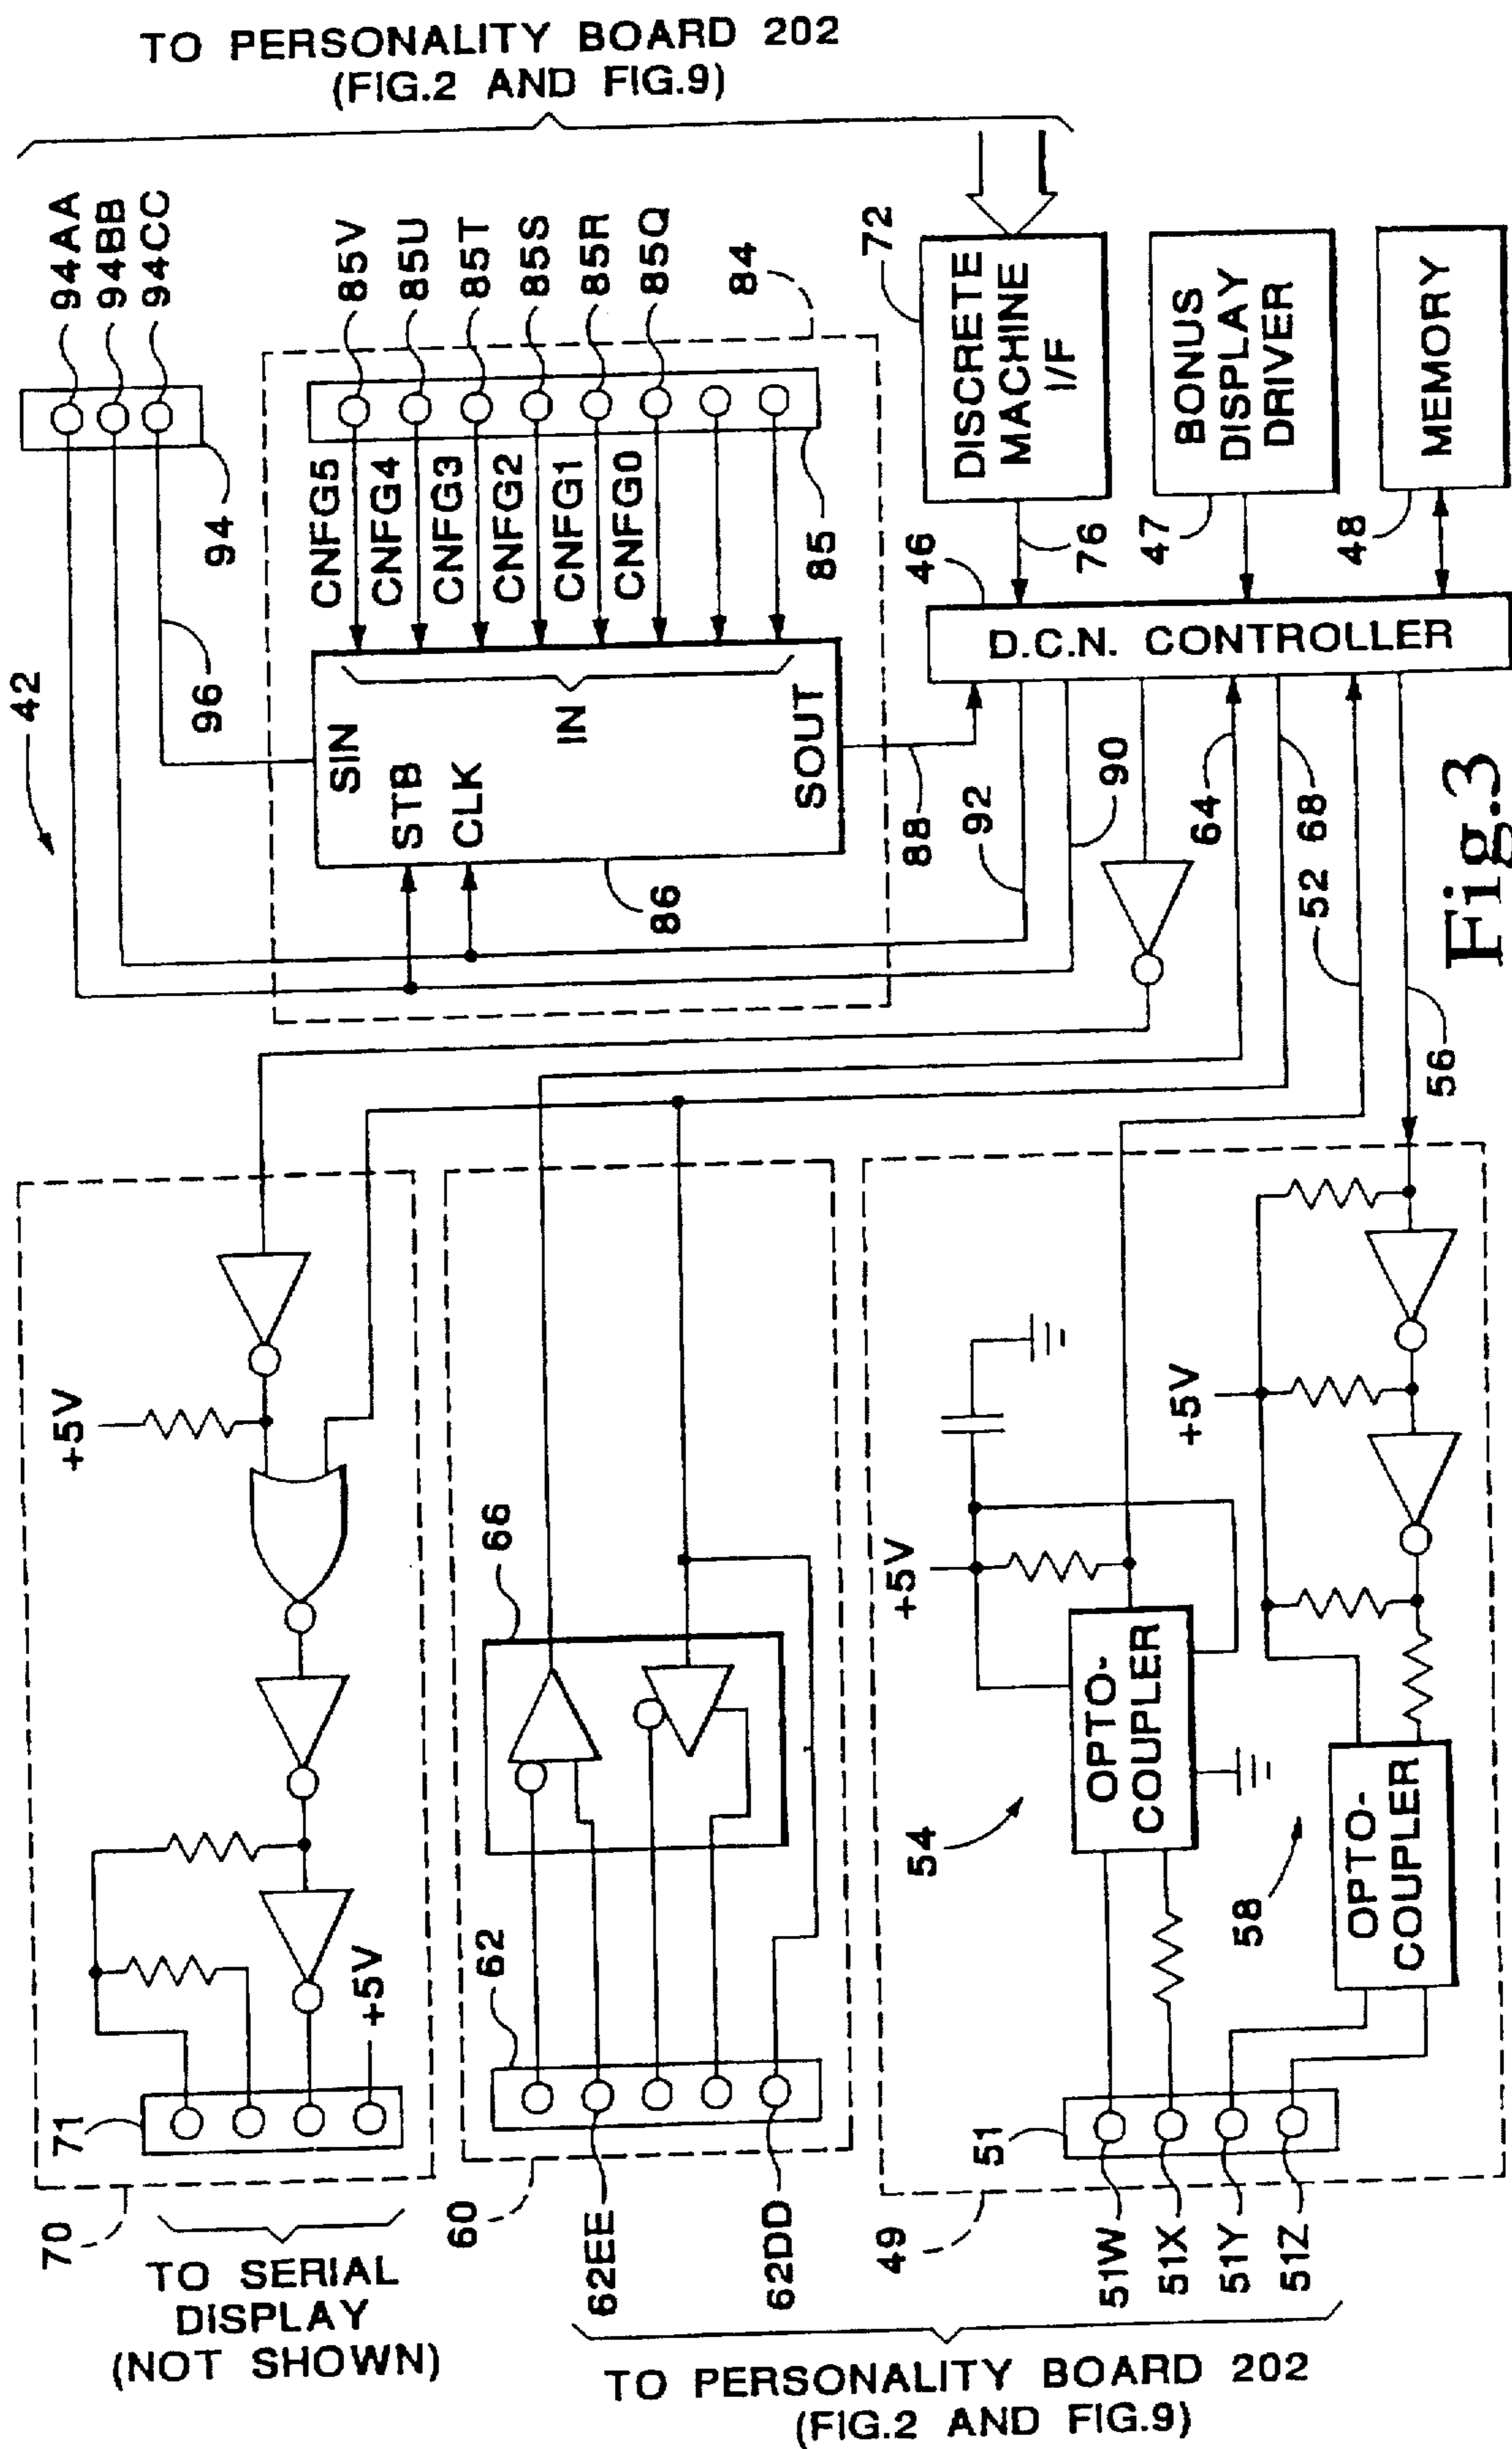 TO PERSONALITY BOARD 202
(FIG.2 AND FIG.9)
42
94AA
94BB
94CC
94
96
85V
85U
85T
85S
85R
85Q
84
CNFG5
CNFG4
CNFG3
CNFG2
CNFG1
CNFG0
85
SIN
STB
CLK
IN
SOUT
86
88
72
DISCRETE
MACHINE
I/F
76
BONUS
DISPLAY
DRIVER
47
MEMORY
48
46
D.C.N. CONTROLLER
92
90
64
68
52
56
Fig.3
+5V
+5V
71
70
TO SERIAL
DISPLAY
(NOT SHOWN)
66
62
60
62EE
62DD
+5V
+5V
OPTO-
COUPLER
54
OPTO-
COUPLER
58
51
49
51W
51X
51Y
51Z
TO PERSONALITY BOARD 202
(FIG.2 AND FIG.9)